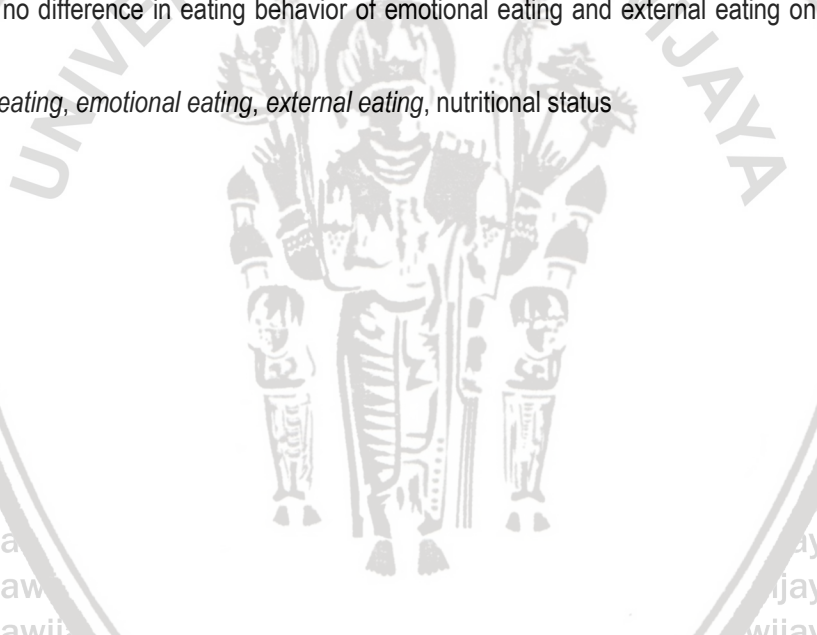 no difference in eating behavior of emotional eating and external eating on
eating, emotional eating, external eating, nutritional status